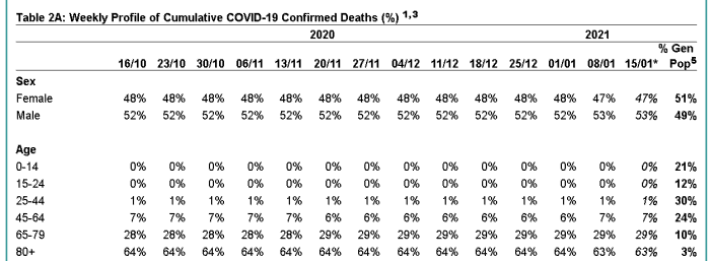 Table 2A: Weekly Profile of Cumulative COVID-19 Confirmed Deaths (%) 1,3
2020 2021
% Gen
16/10 23/10 30/10 06/11 13/11 20/11 27/11 04/12 11/12 18/12 25/12 01/01 08/01 15/01* Pop5
Sex
Female 48% 48% 48% 48% 48% 48% 48% 48% 48% 48% 48% 48% 47% 47% 51%
Male 52% 52% 52% 52% 52% 52% 52% 52% 52% 52% 52% 52% 53% 53% 49%
Age
0-14 0% 0% 0% 0% 0% 0% 0% 0% 0% 0% 0% 0% 0% 0% 21%
15-24 0% 0% 0% 0% 0% 0% 0% 0% 0% 0% 0% 0% 0% 0% 12%
25-44 1% 1% 1% 1% 1% 1% 1% 1% 1% 1% 1% 1% 1% 1% 30%
45-64 7% 7% 7% 7% 7% 6% 6% 6% 6% 6% 6% 6% 7% 7% 24%
65-79 28% 28% 28% 28% 28% 29% 29% 29% 29% 29% 29% 29% 29% 29% 10%
80+ 64% 64% 64% 64% 64% 64% 64% 64% 64% 64% 64% 64% 63% 63% 3%